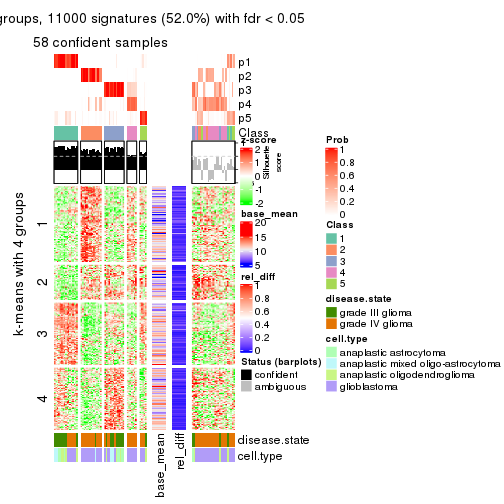 groups, 11000 signatures (52.0%) with fdr < 0.05
58 confident samples
p1
p2
p3
p4
p5
Class
k-means with 4 groups
1
2
3
4
z-score
2
1
0
-1
-2
Silhouette
score
base_mean
20
15
10
5
rel_diff
1
0.8
0.6
0.4
0.2
0
Status (barplots)
confident
ambiguous
Prob
1
0.8
0.6
0.4
0.2
0
Class
1
2
3
4
5
disease.state
grade III glioma
grade IV glioma
cell.type
anaplastic astrocytoma
anaplastic mixed oligo-astrocytoma
anaplastic oligodendroglioma
glioblastoma
disease.state
cell.type
base_mean
rel_diff